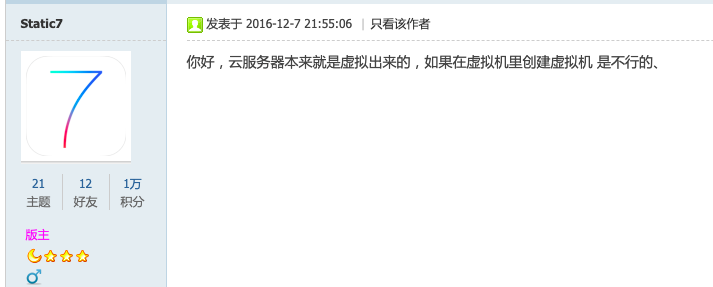 Static7
发表于 2016-12-7 21:55:06 | 只看该作者
你好，云服务器本来就是虚拟出来的，如果在虚拟机里创建虚拟机 是不行的、
7
21 12 1万
主题 好友 积分
版主